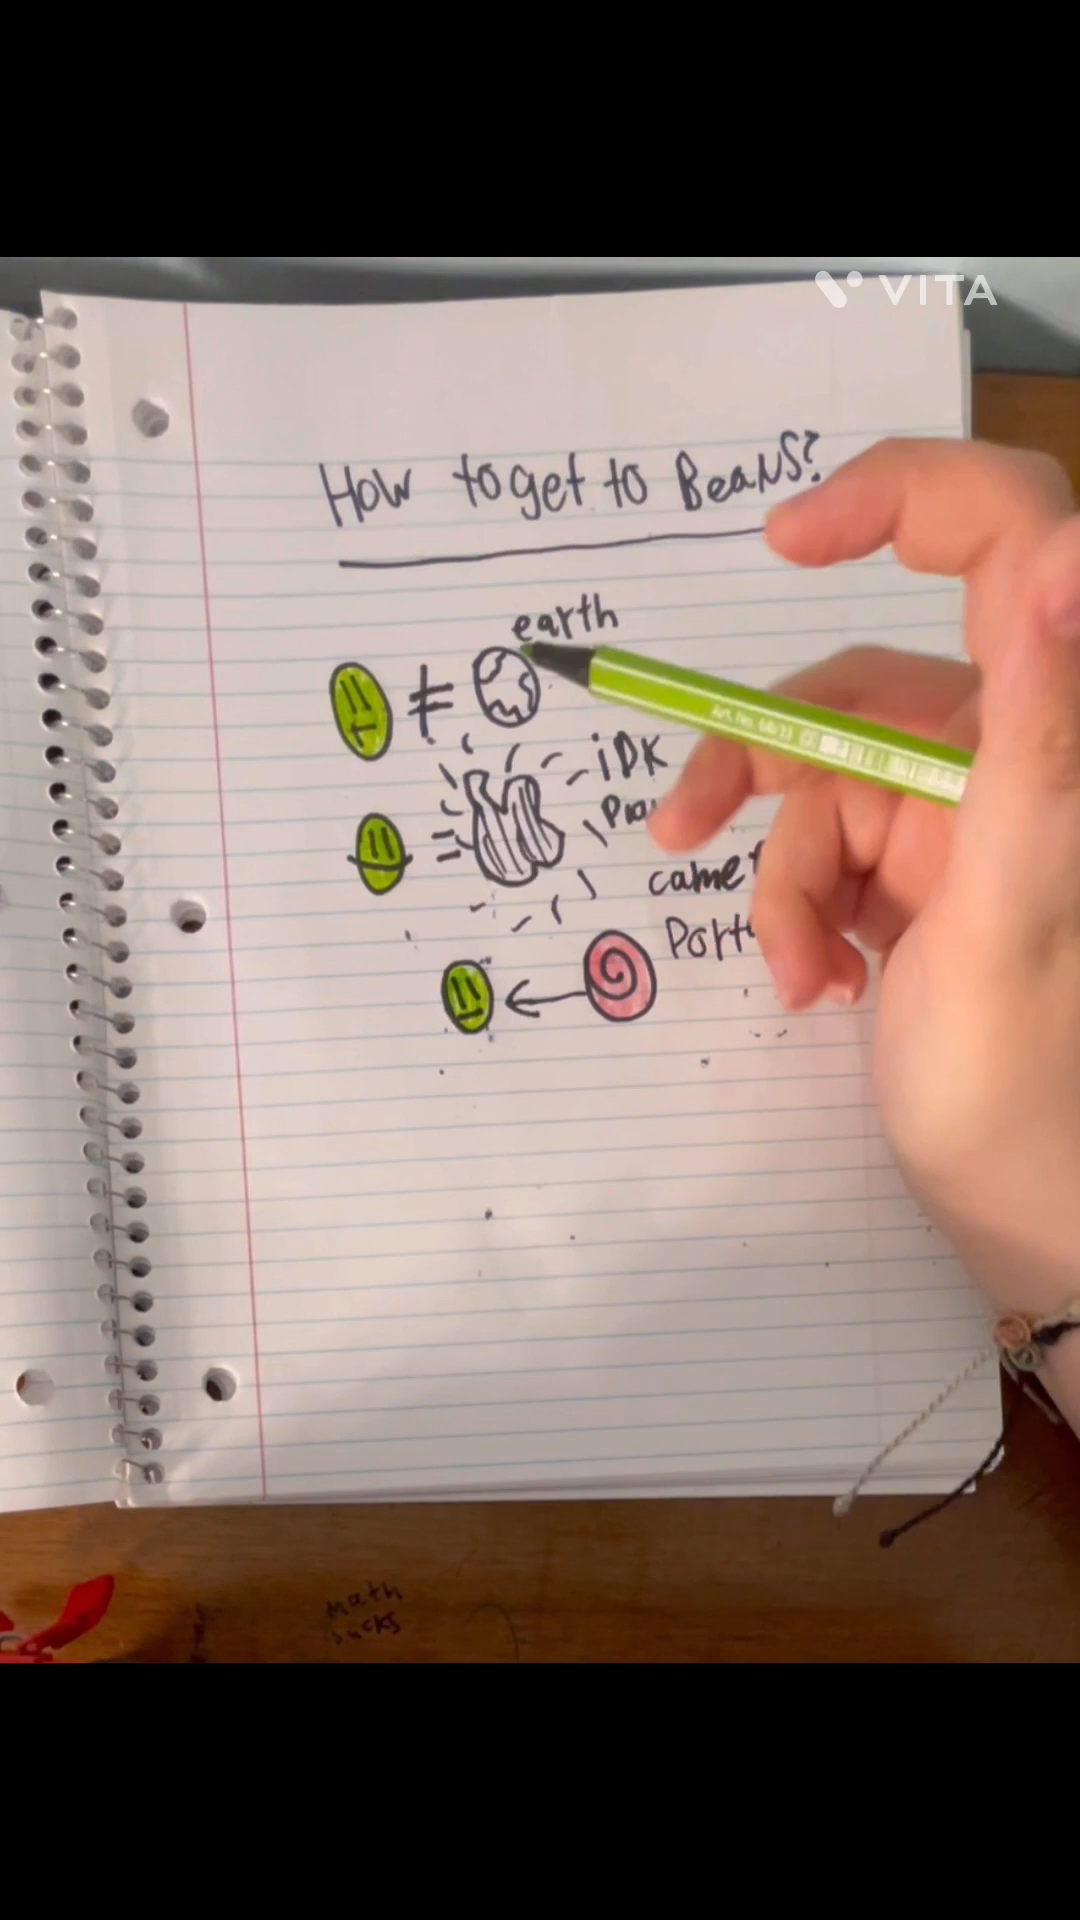 VITA
How to get to BeaNS?
earth
≠
iDK
came
math
sucks